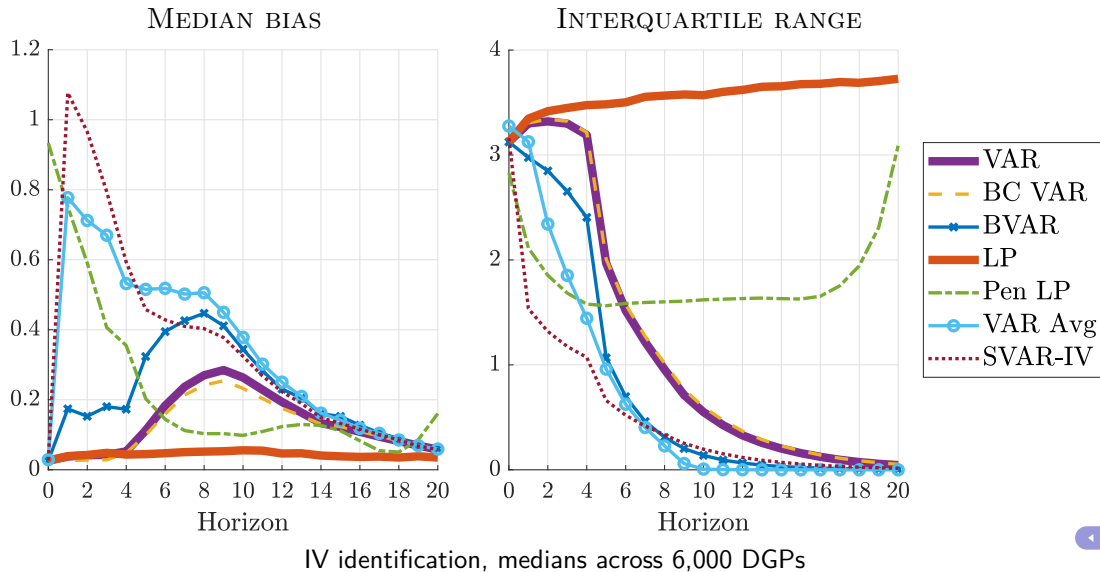 MEDIAN BIAS
1.2
1
0.8
0.6
0.4
0.2
0
0 2 4 6 8 10 12 14 16 18 20
Horizon
INTERQUARTILE RANGE
4
3
2
1
0
0 2 4 6 8 10 12 14 16 18 20
Horizon
VAR
BC VAR
BVAR
LP
Pen LP
VAR Avg
SVAR-IV
IV identification, medians across 6,000 DGPs